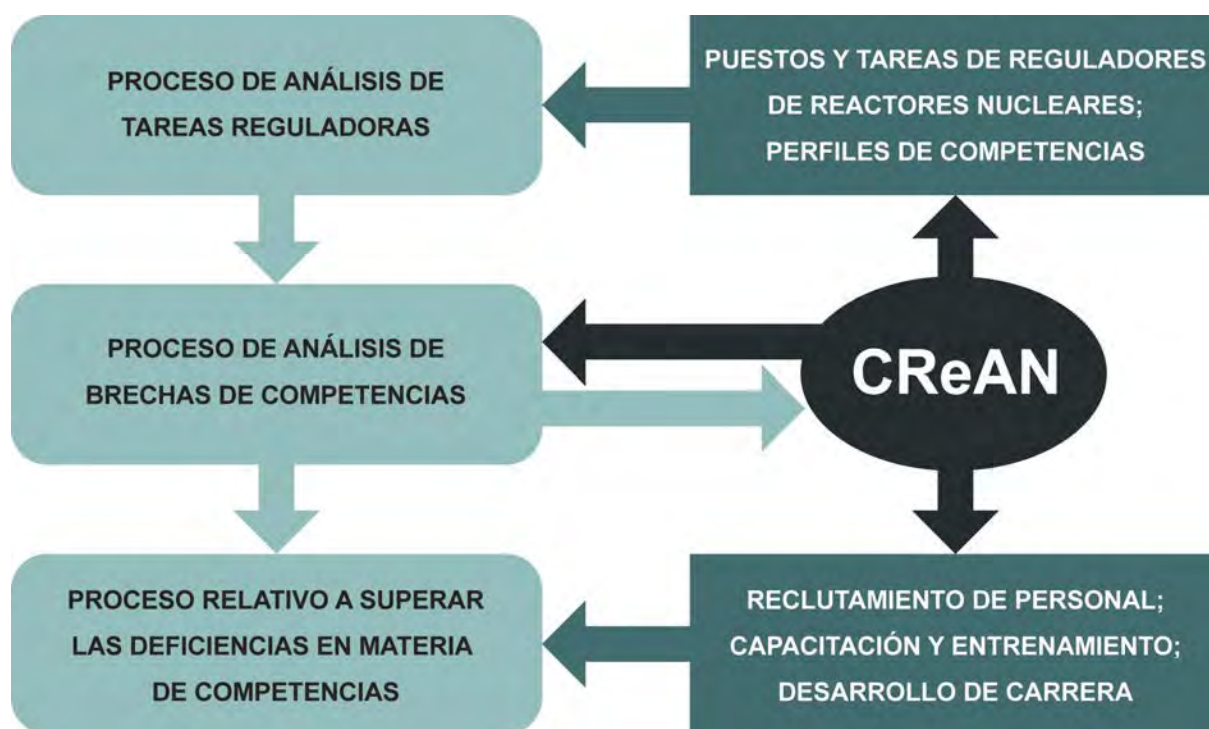 PROCESO DE ANÁLISIS DE
TAREAS REGULADORAS
PUESTOS Y TAREAS DE REGULADORES
DE REACTORES NUCLEARES;
PERFILES DE COMPETENCIAS
PROCESO DE ANÁLISIS DE
BRECHAS DE COMPETENCIAS
CReAN
PROCESO RELATIVO A SUPERAR
LAS DEFICIENCIAS EN MATERIA
DE COMPETENCIAS
RECLUTAMIENTO DE PERSONAL;
CAPACITACIÓN Y ENTRENAMIENTO;
DESARROLLO DE CARRERA